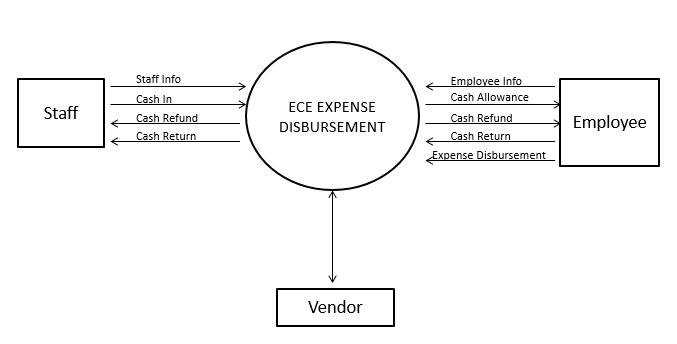 Staff
Staff Info
Cash In
Cash Refund
Cash Return
ECE EXPENSE
DISBURSEMENT
Employee Info
Cash Allowance
Cash Refund
Cash Return
Expense Disbursement
Employee
Vendor